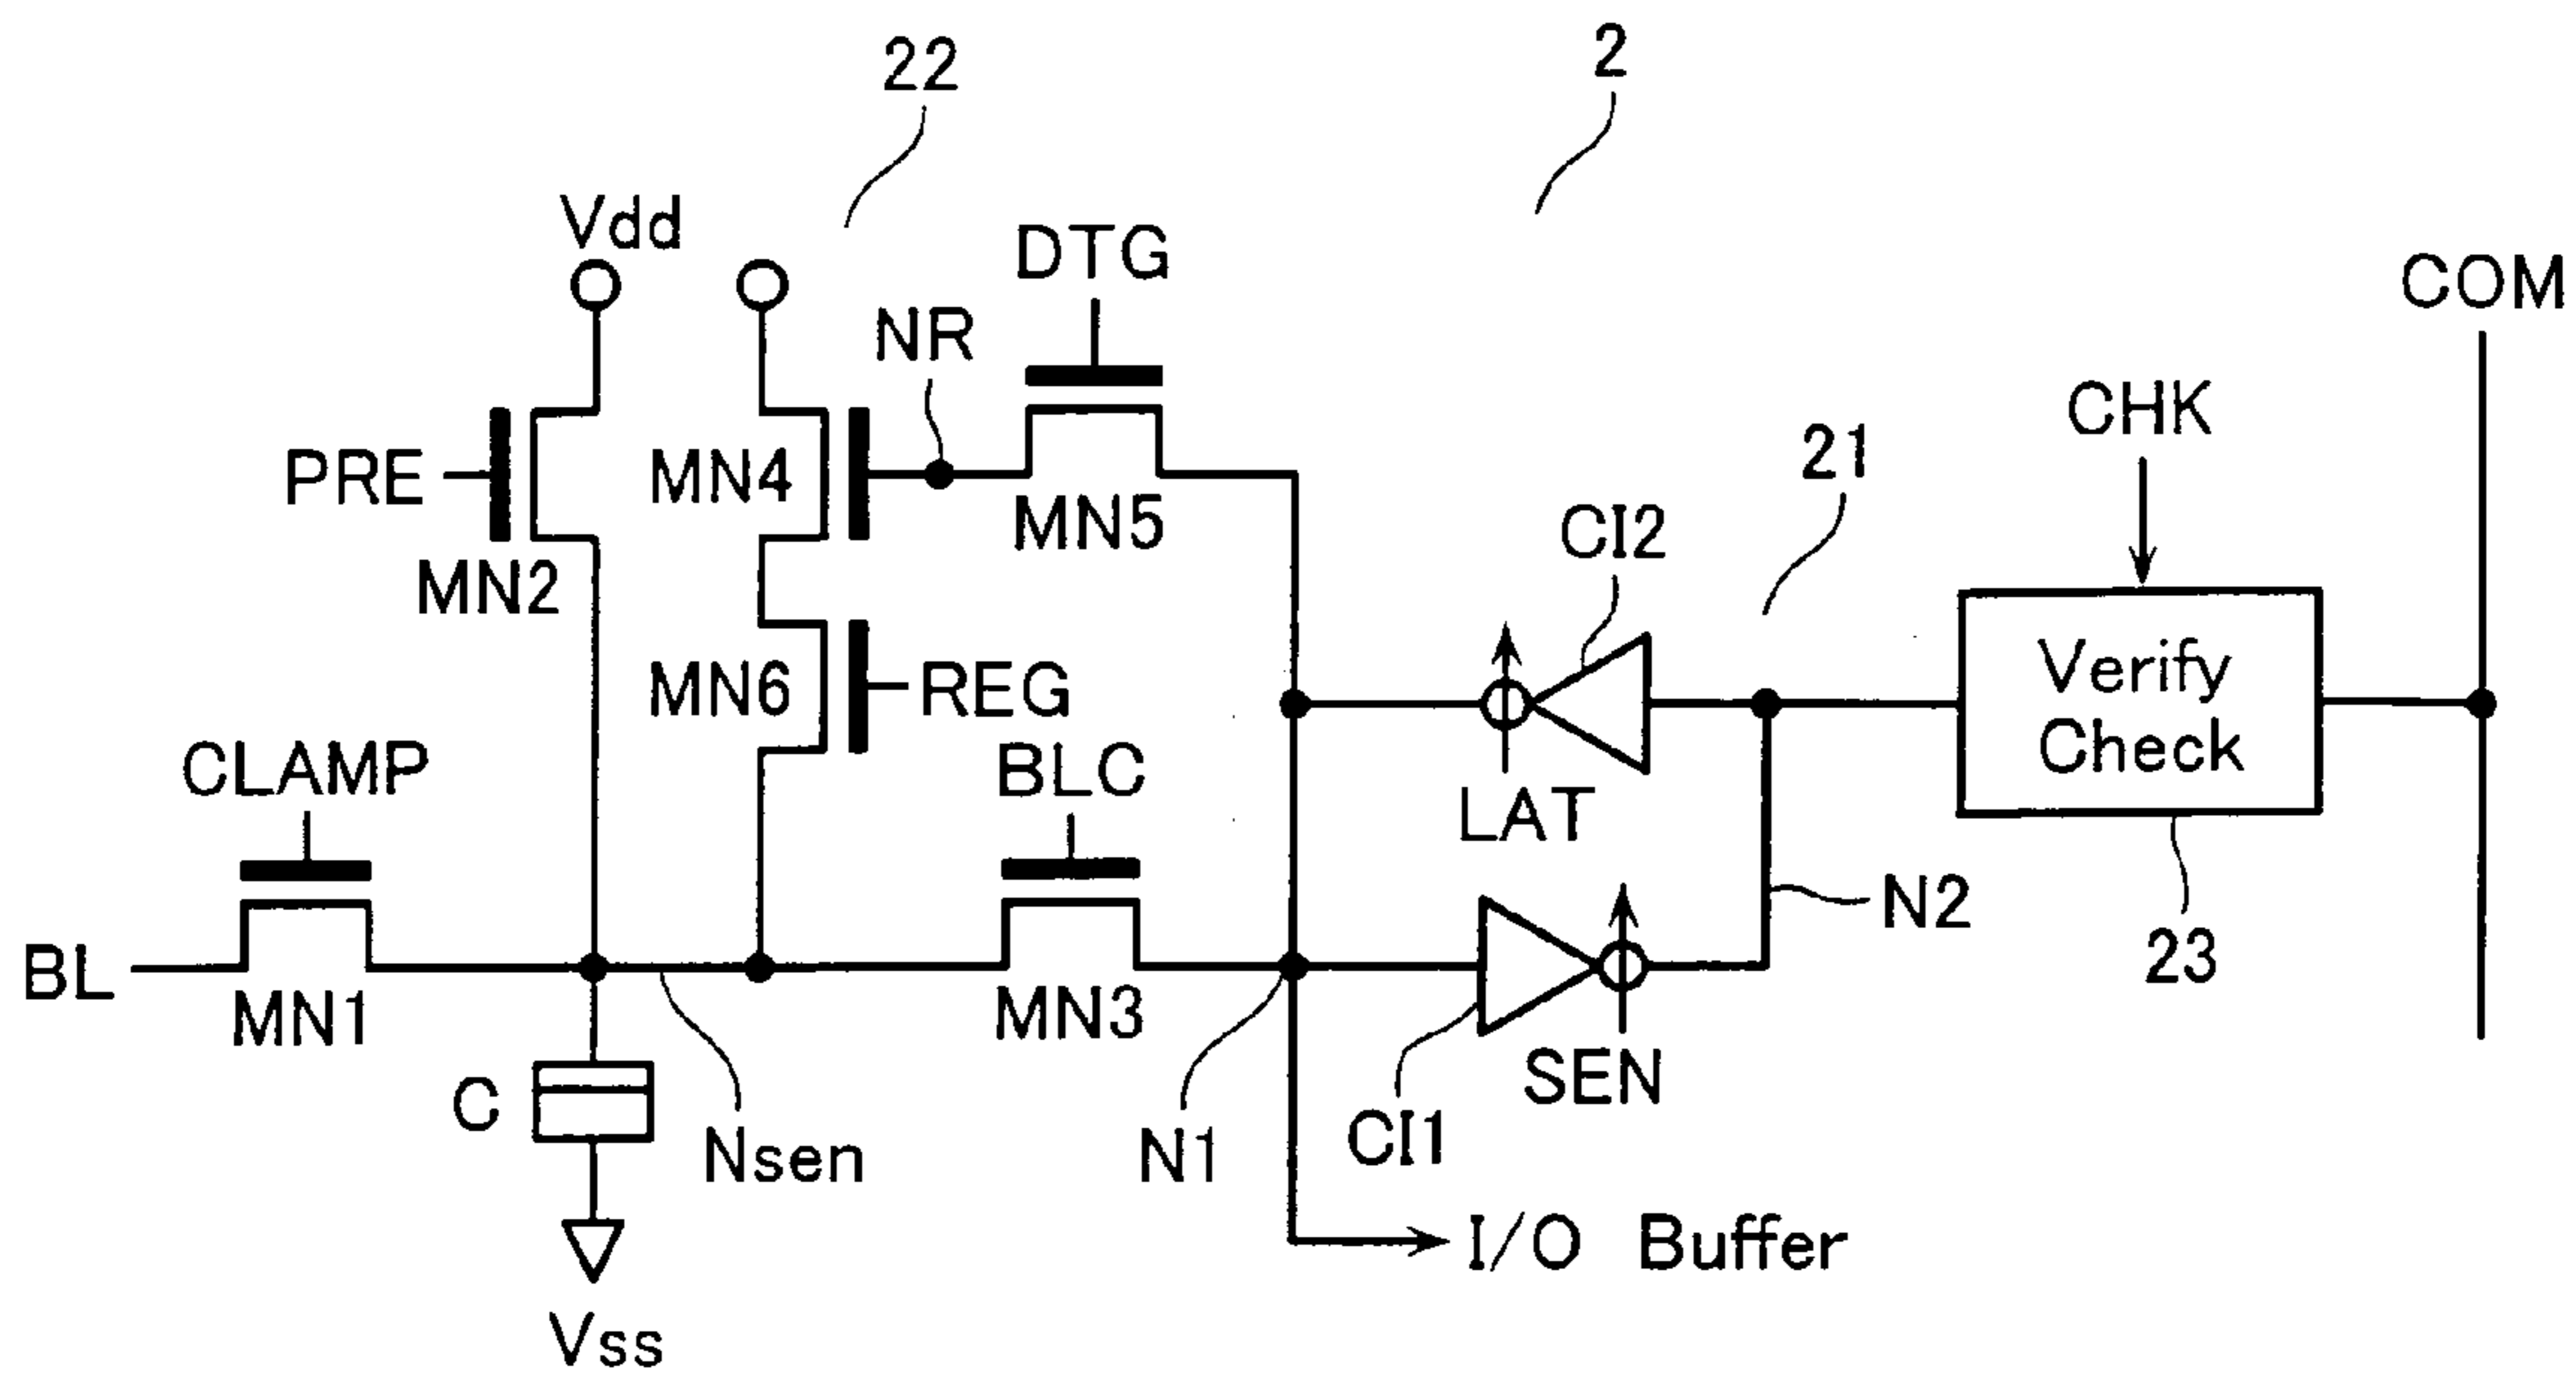 22
2
Vdd
DTG
COM
NR
CHK
PRE
MN4
MN5
21
CI2
MN2
MN6
REG
Verify
Check
CLAMP
BLC
LAT
N2
BL
MN1
MN3
23
C
SEN
Nsen
N1
CI1
I/O Buffer
Vss